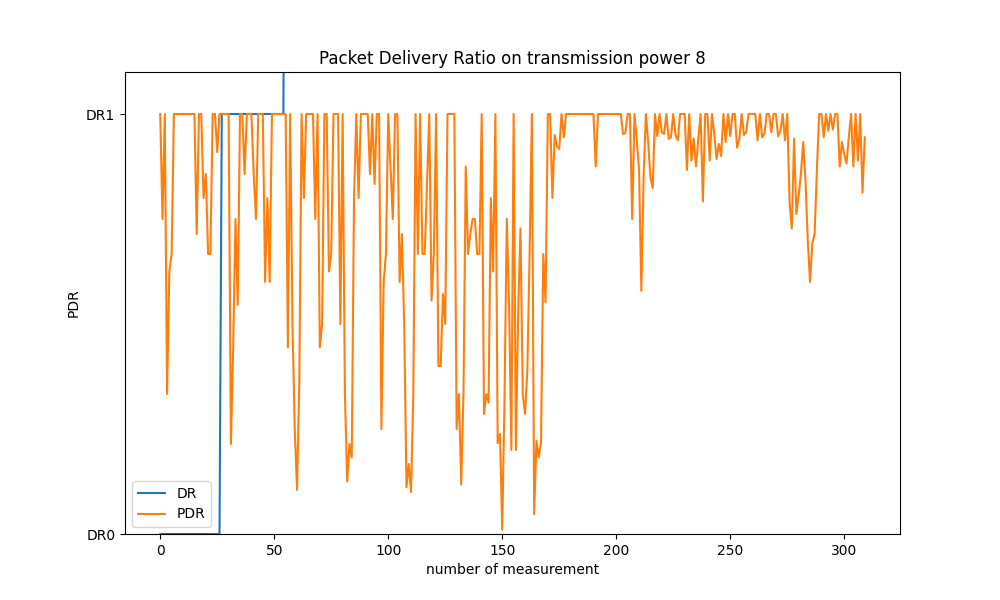 Packet Delivery Ratio on transmission power 8
DR1
PDR
DR0
DR
PDR
0 50 100 150 200 250 300
number of measurement